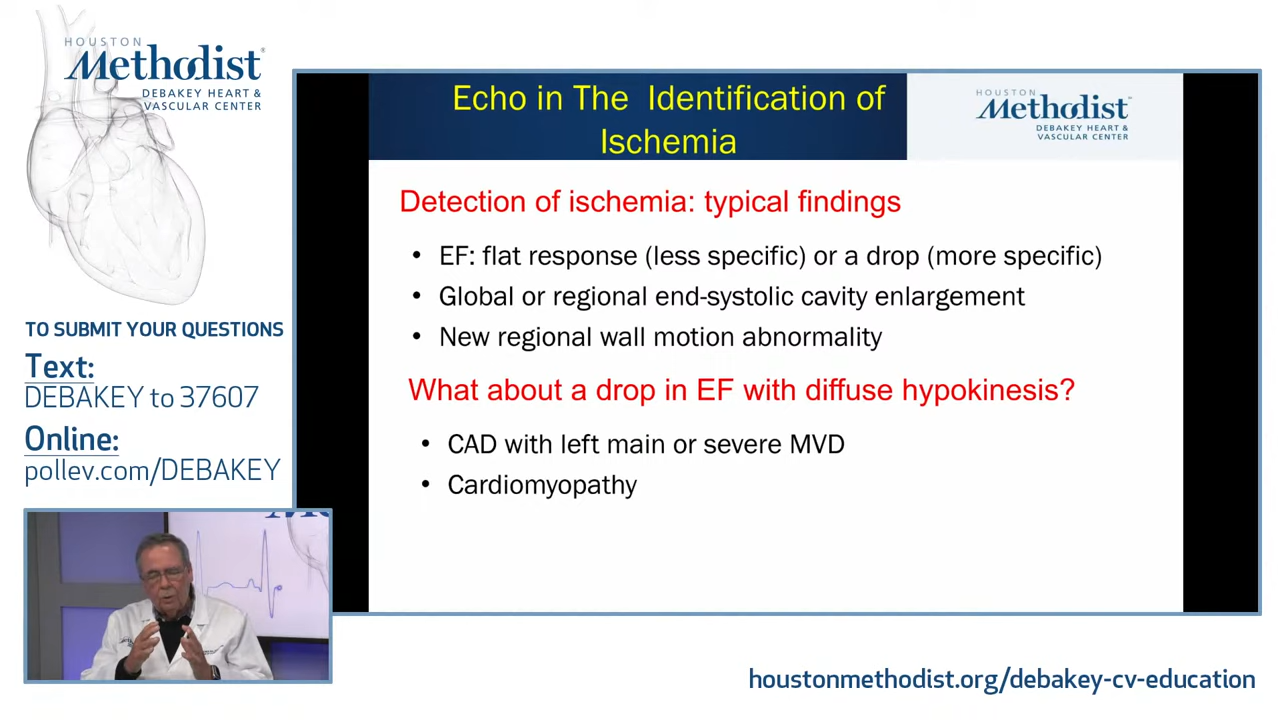 HOUSTON
Methodist®
DEBAKEY HEART &
VASCULAR CENTER
TO SUBMIT YOUR QUESTIONS
Text:
DEBAKEY to 37607
Online:
pollev.com/DEBAKEY
Echo in The Identification of
Ischemia
HOUSTON
Methodist
DEBAKEY HEART &
VASCULAR CENTER
Detection of ischemia: typical findings
• EF: flat response (less specific) or a drop (more specific)
• Global or regional end-systolic cavity enlargement
• New regional wall motion abnormality
What about a drop in EF with diffuse hypokinesis?
• CAD with left main or severe MVD
• Cardiomyopathy
houstonmethodist.org/debakey-cv-education